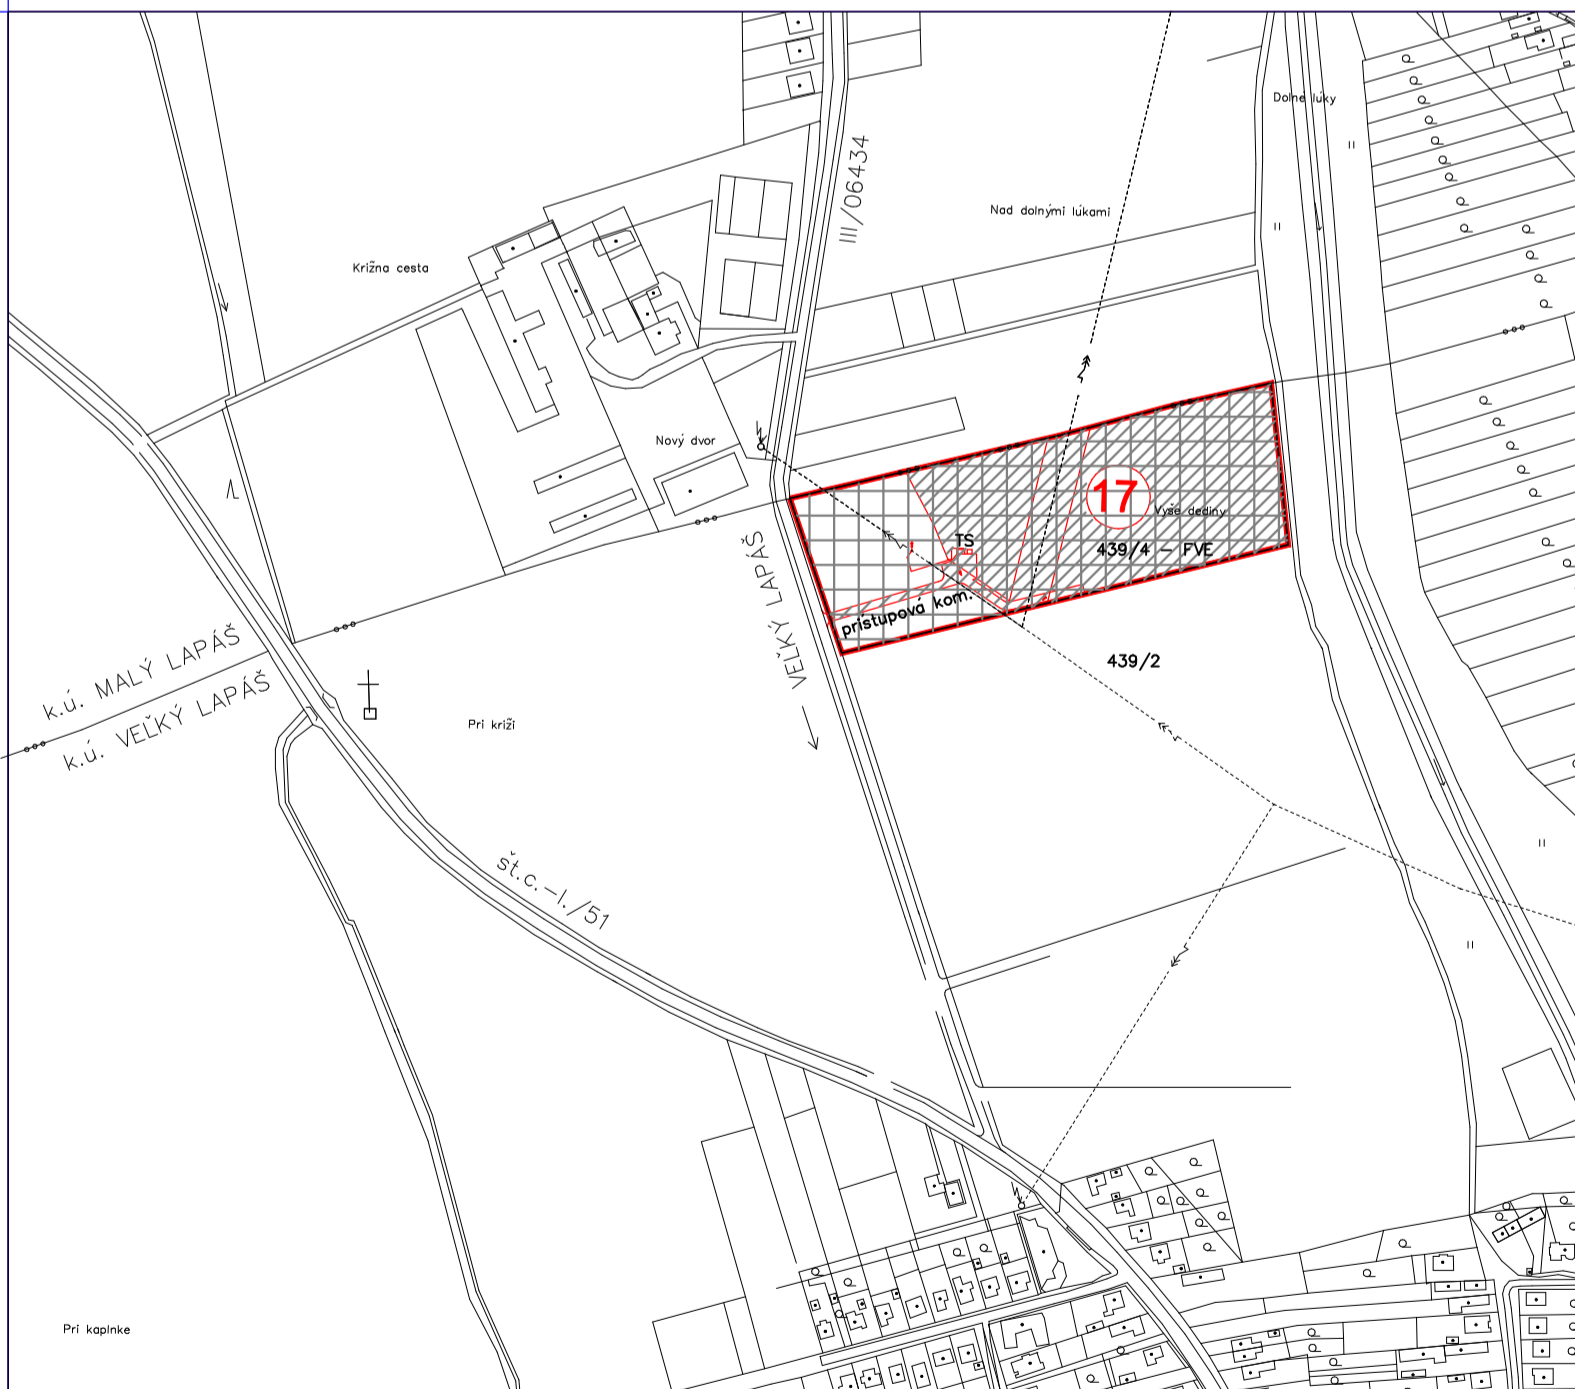 Dolné lúky
III/06434
Nad dolnými lúkami
Krížna cesta
Nový dvor
17
Vyše dediny
TS
439/4 – FVE
prístupová kom.
VEĽKÝ LAPÁŠ
439/2
k.ú. MALÝ LAPÁŠ
k.ú. VEĽKÝ LAPÁŠ
Pri kríži
št.c.–I./51
Pri kaplnke